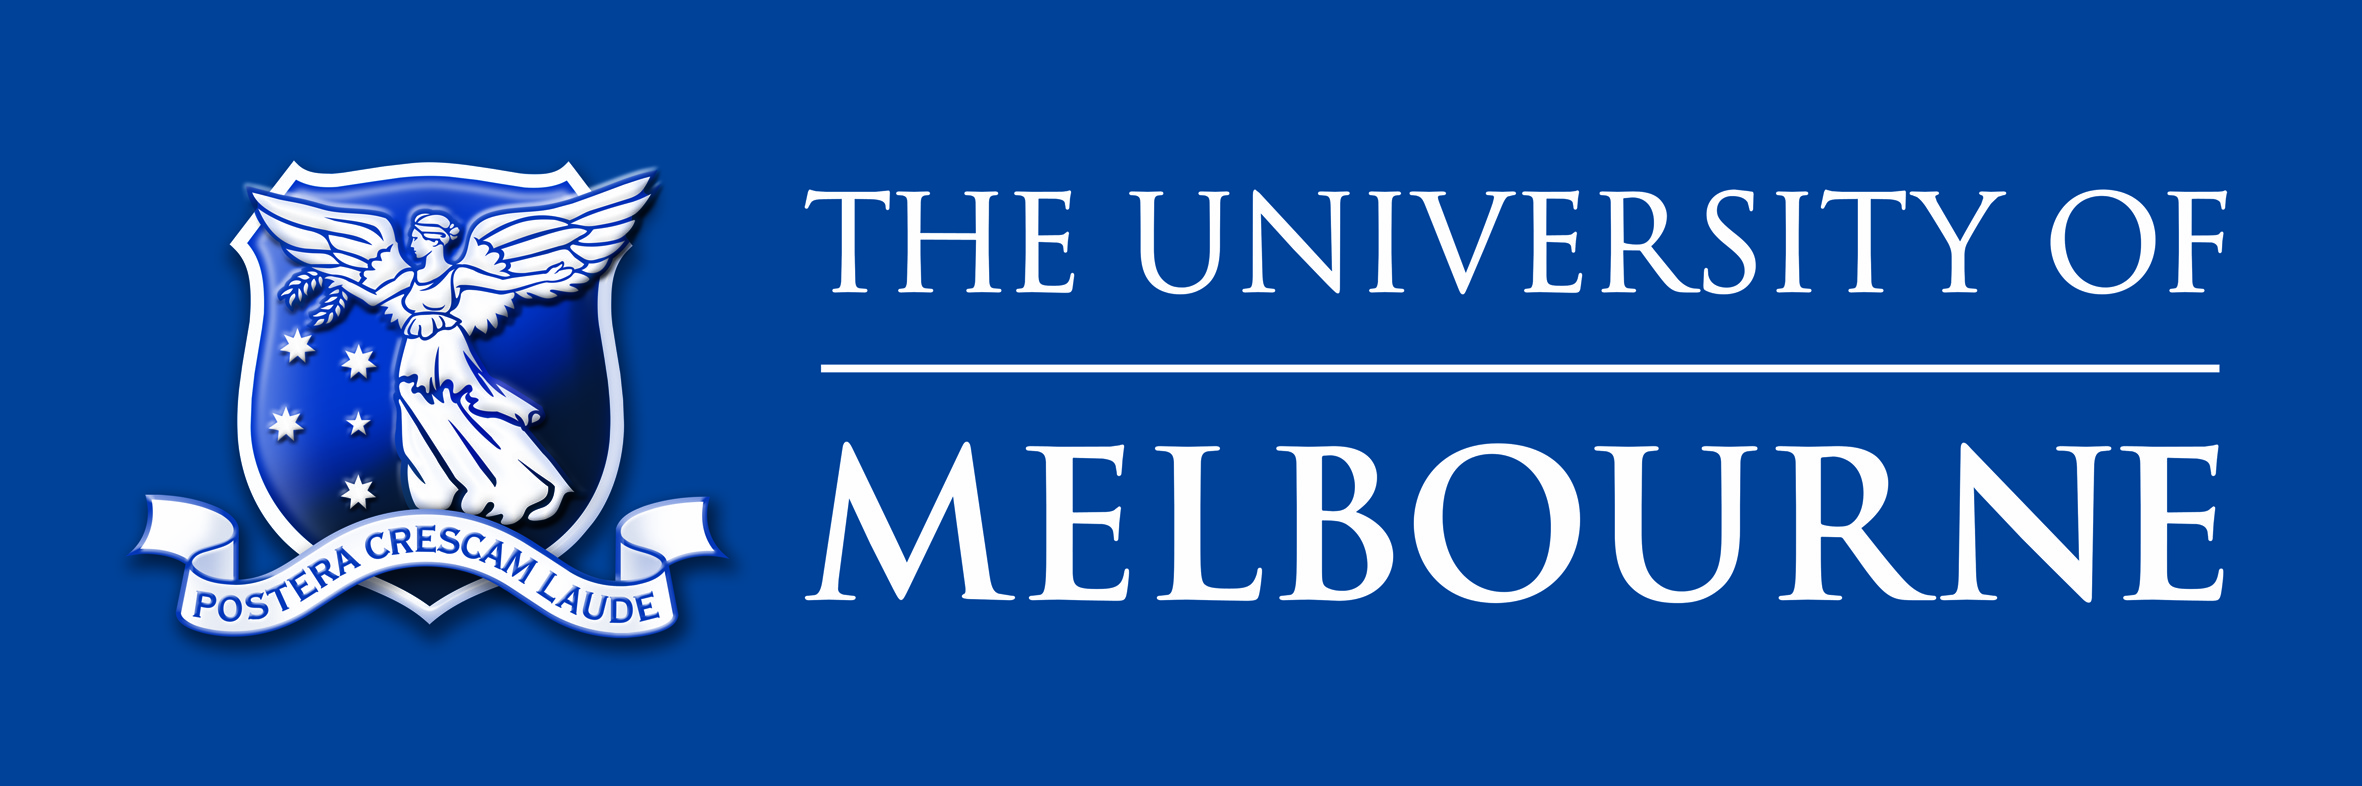 POSTERA CRESCAM LAUDE
THE UNIVERSITY OF
MELBOURNE